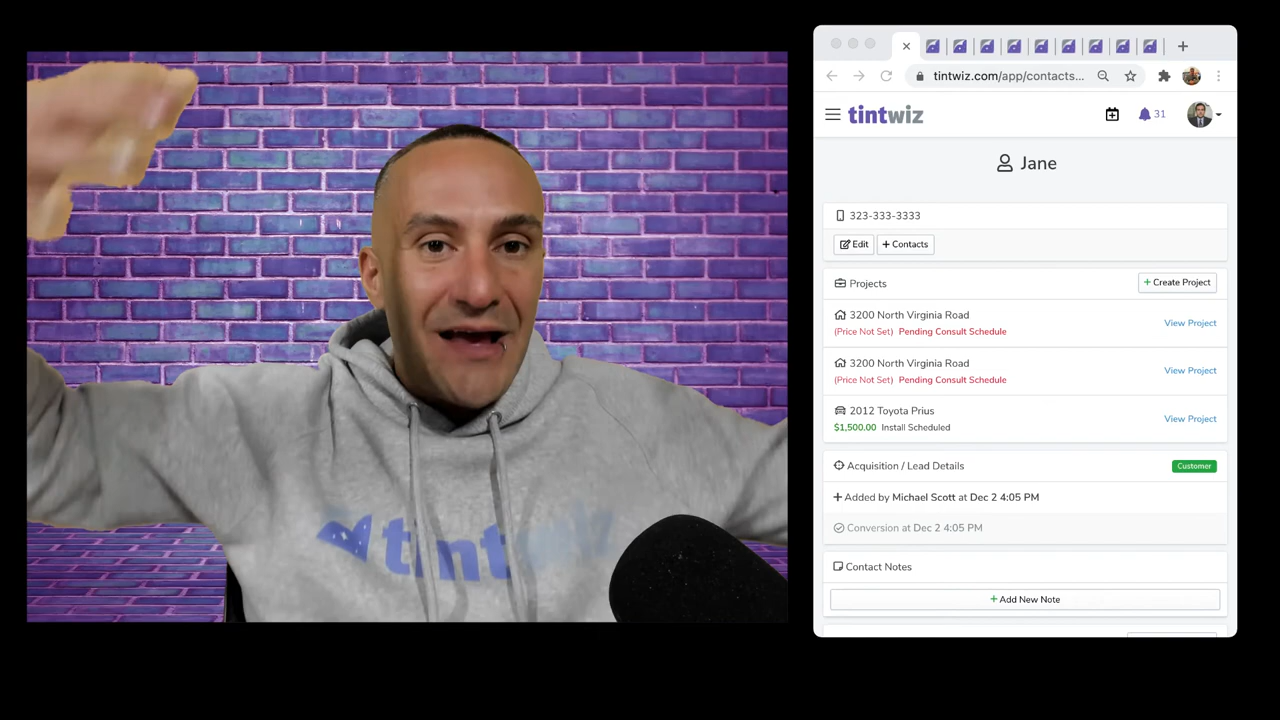 tintwiz
tintwiz.com/app/contacts...
tintwiz
31
Jane
323-333-3333
Edit
+ Contacts
Projects
+ Create Project
3200 North Virginia Road
(Price Not Set) Pending Consult Schedule
View Project
3200 North Virginia Road
(Price Not Set) Pending Consult Schedule
View Project
2012 Toyota Prius
$1,500.00 Install Scheduled
View Project
Acquisition / Lead Details
Customer
+ Added by Michael Scott at Dec 2 4:05 PM
Conversion at Dec 2 4:05 PM
Contact Notes
+ Add New Note